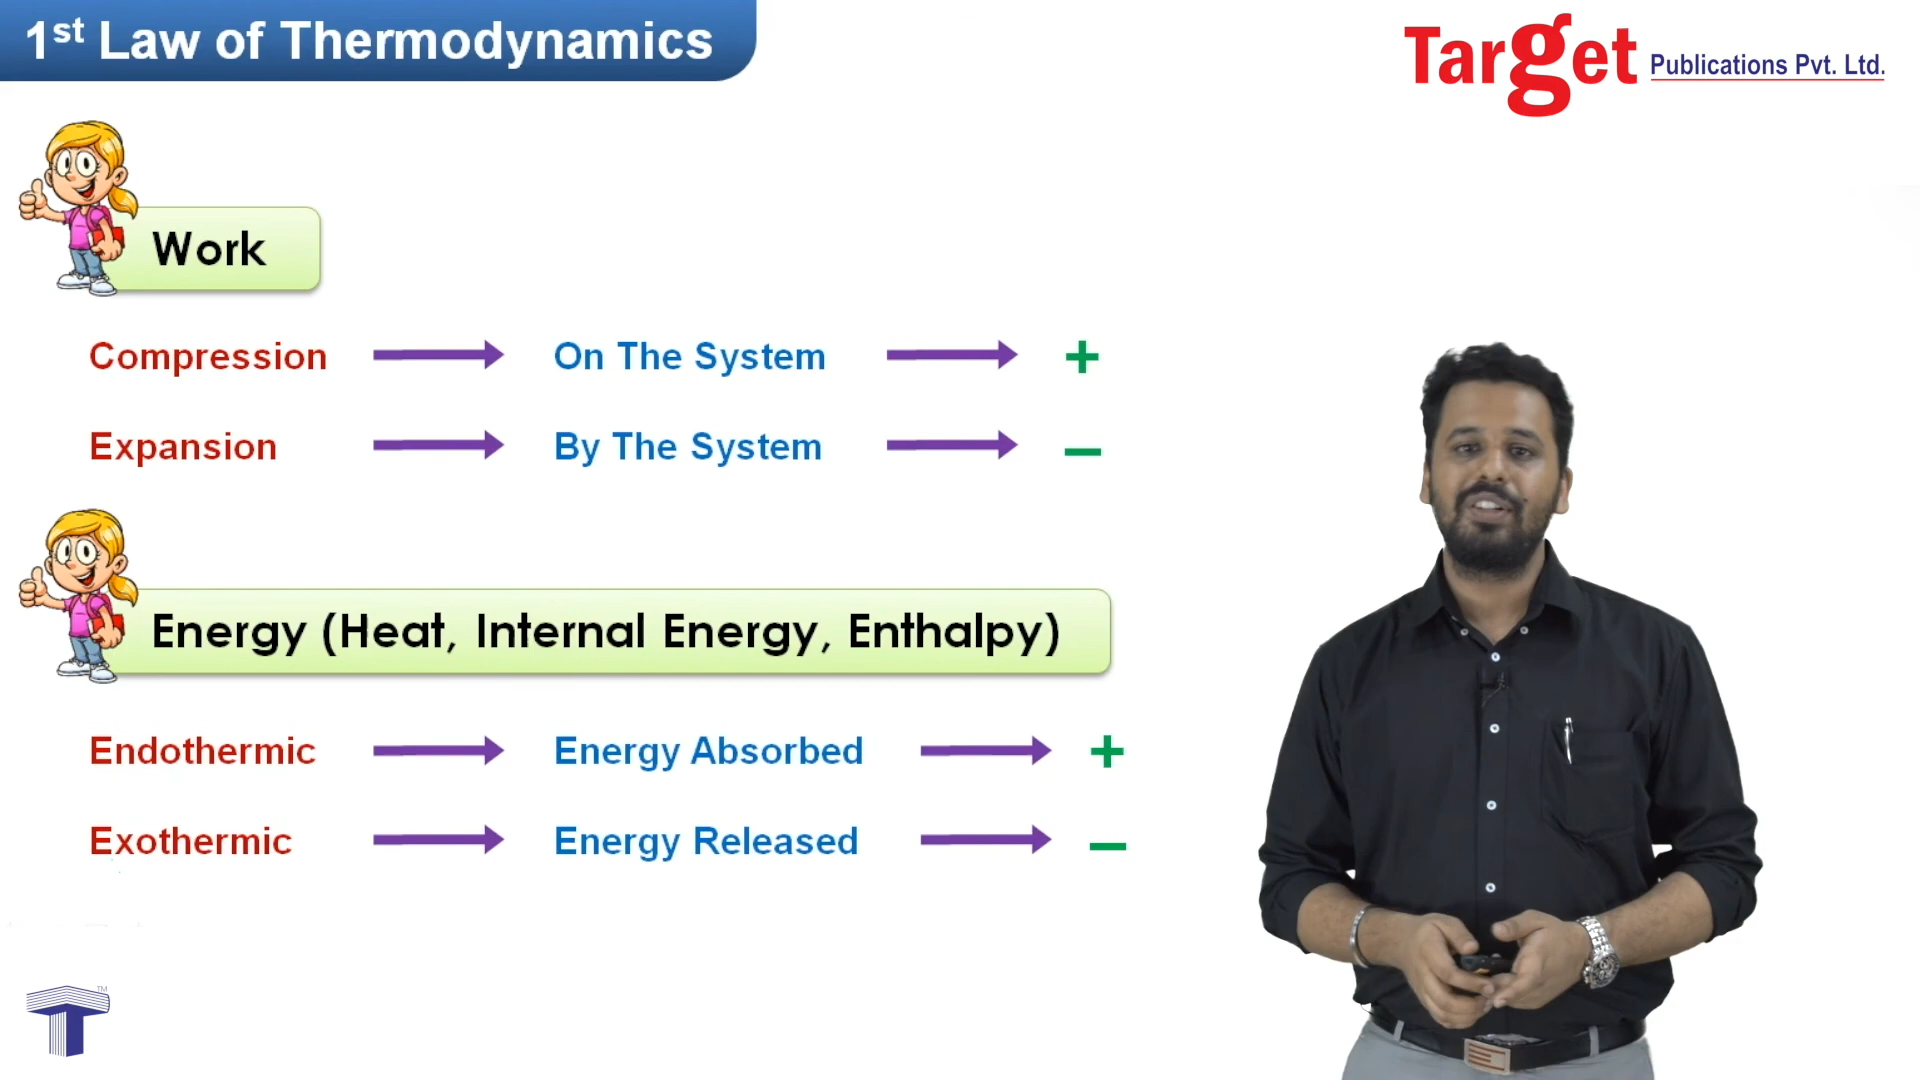 1st Law of Thermodynamics
Target Publications Pvt. Ltd.
Work
Compression On The System +
Expansion By The System −
Energy (Heat, Internal Energy, Enthalpy)
Endothermic Energy Absorbed +
Exothermic Energy Released −
T TM